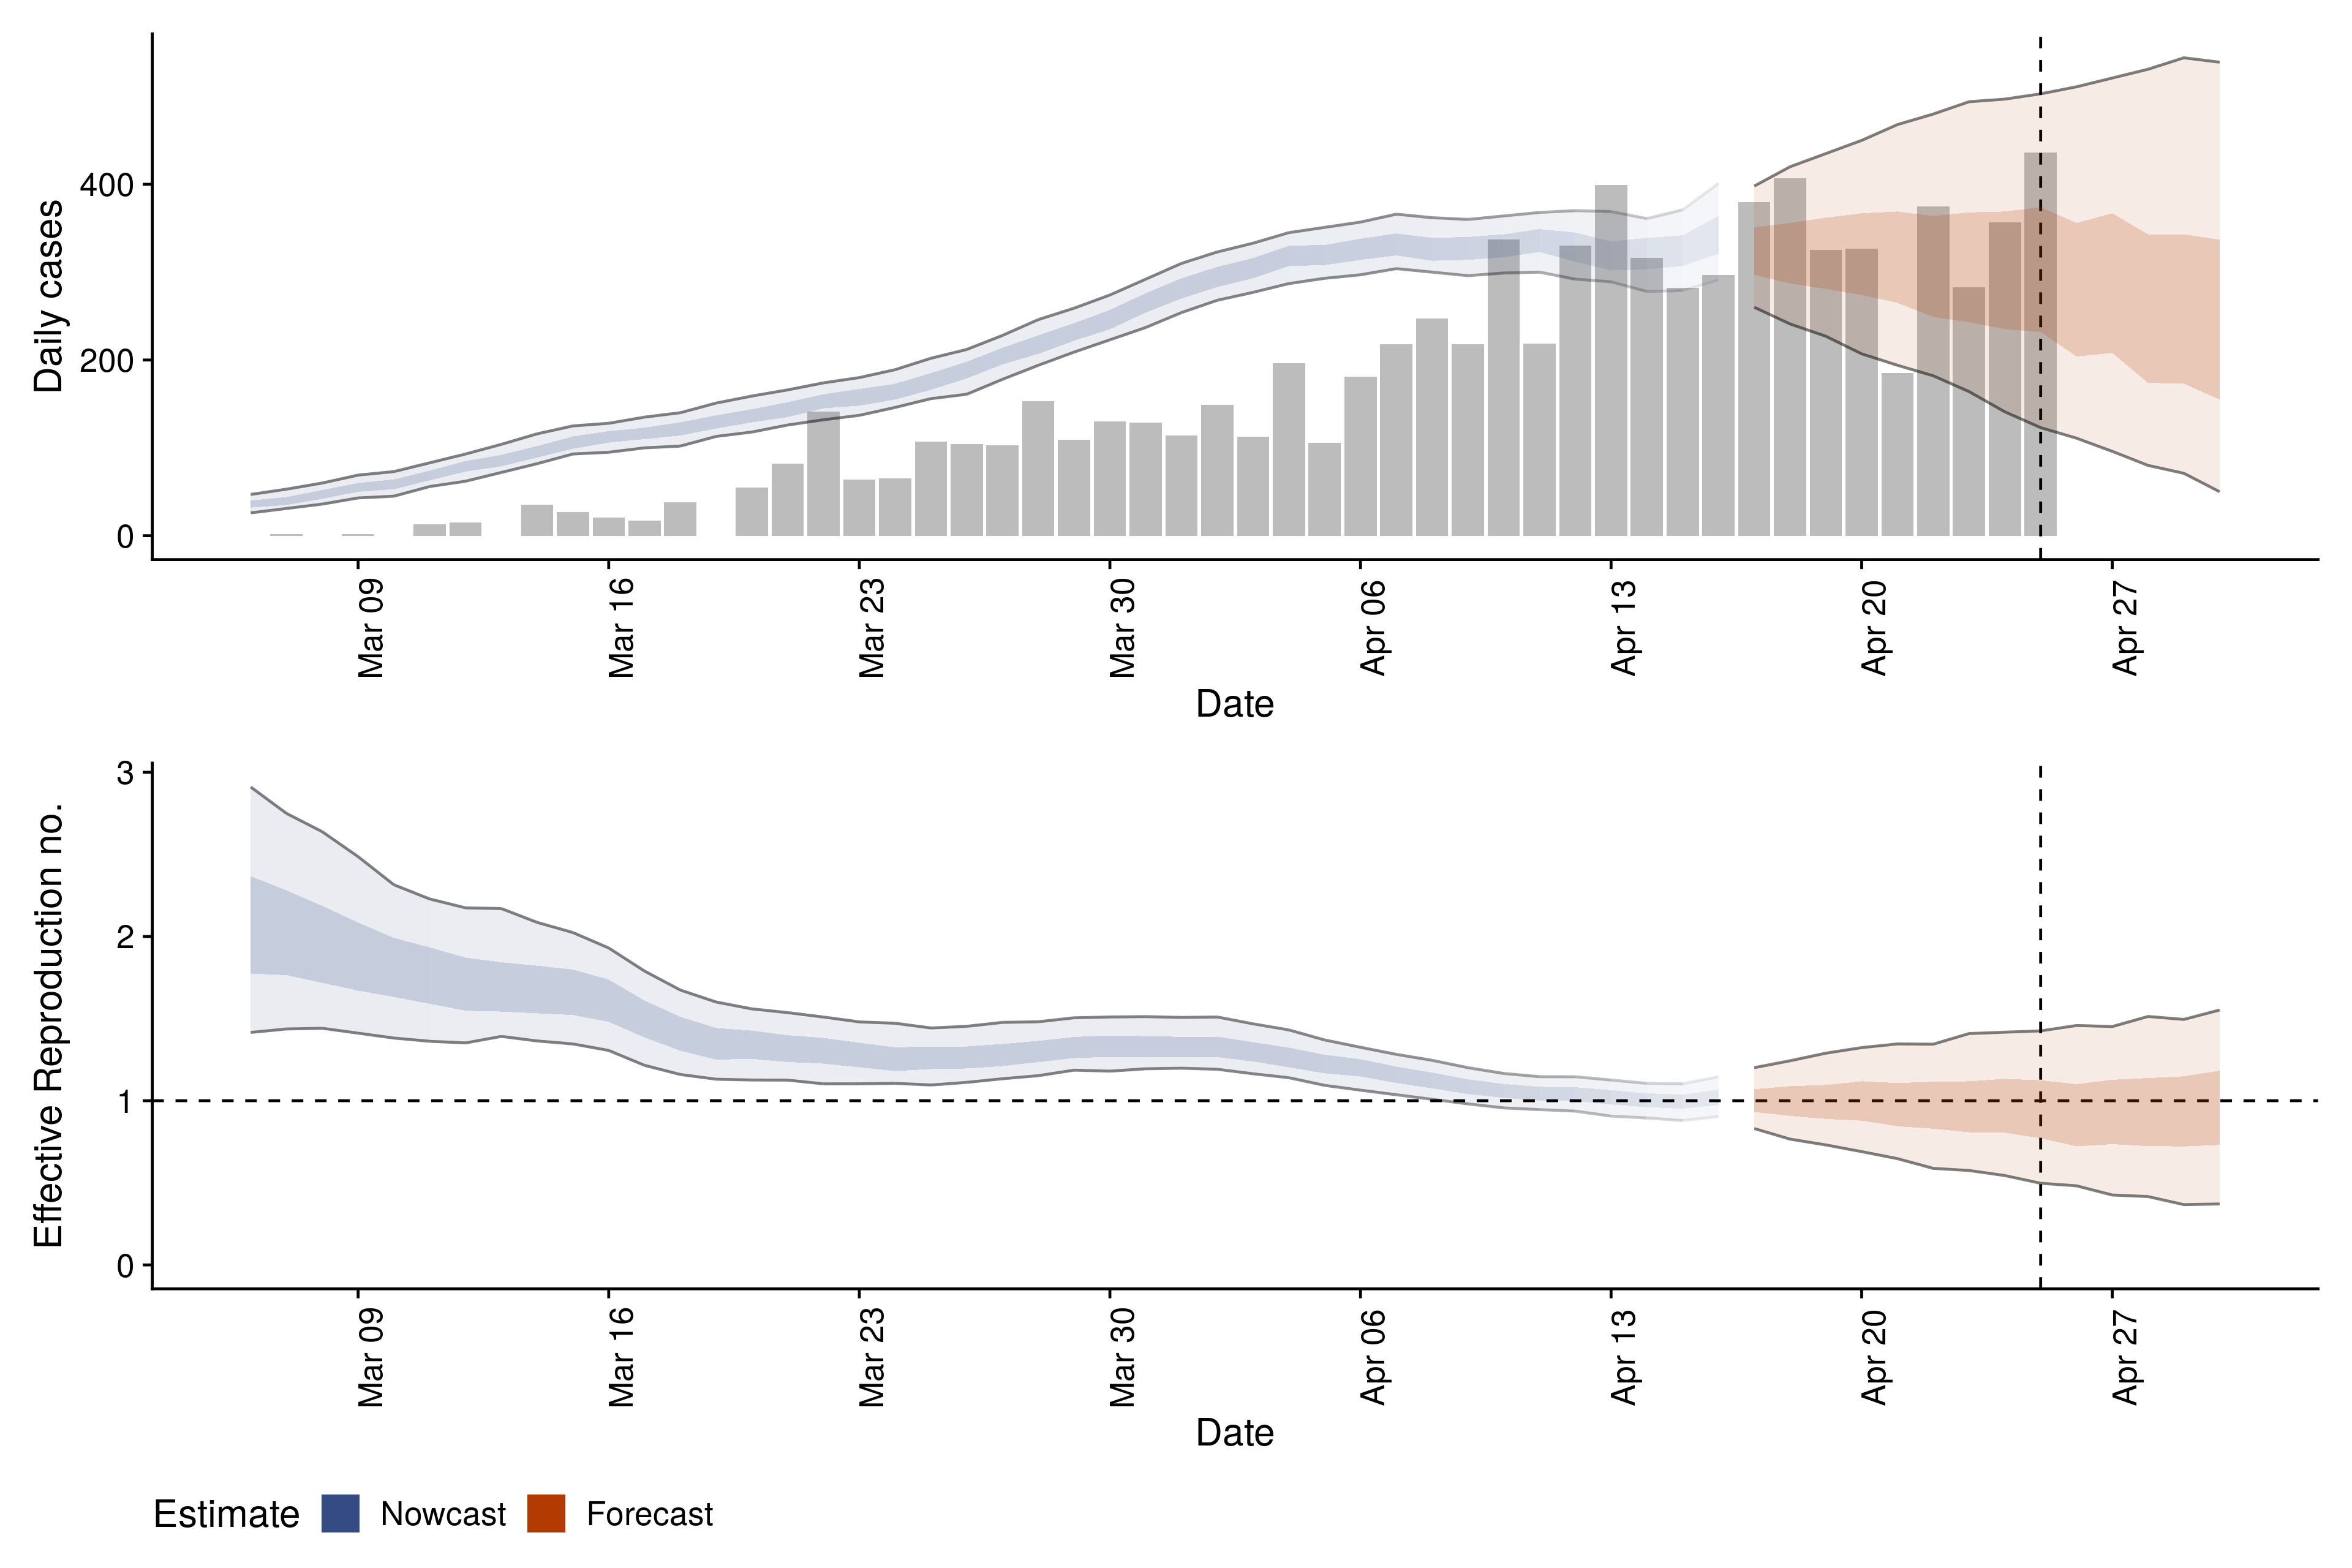 Daily cases
400
200
0
Mar 09
Mar 16
Mar 23
Mar 30
Apr 06
Apr 13
Apr 20
Apr 27
Date
Effective Reproduction no.
3
2
1
0
Mar 09
Mar 16
Mar 23
Mar 30
Apr 06
Apr 13
Apr 20
Apr 27
Date
Estimate Nowcast Forecast